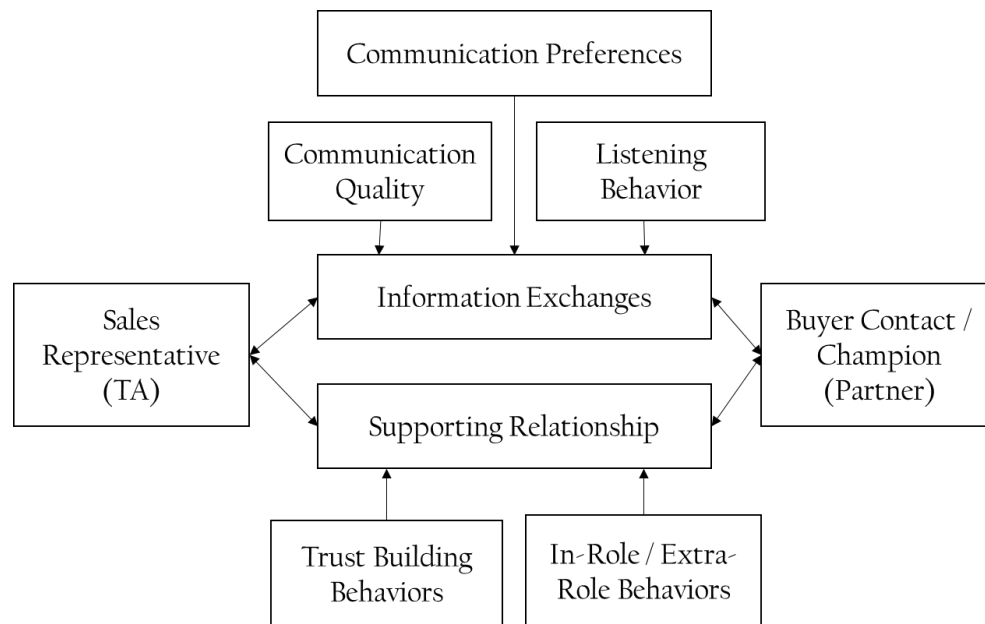 Communication Preferences
Communication
Quality
Listening
Behavior
Information Exchanges
Sales
Representative
(TA)
Buyer Contact /
Champion
(Partner)
Supporting Relationship
Trust Building
Behaviors
In-Role / Extra-
Role Behaviors